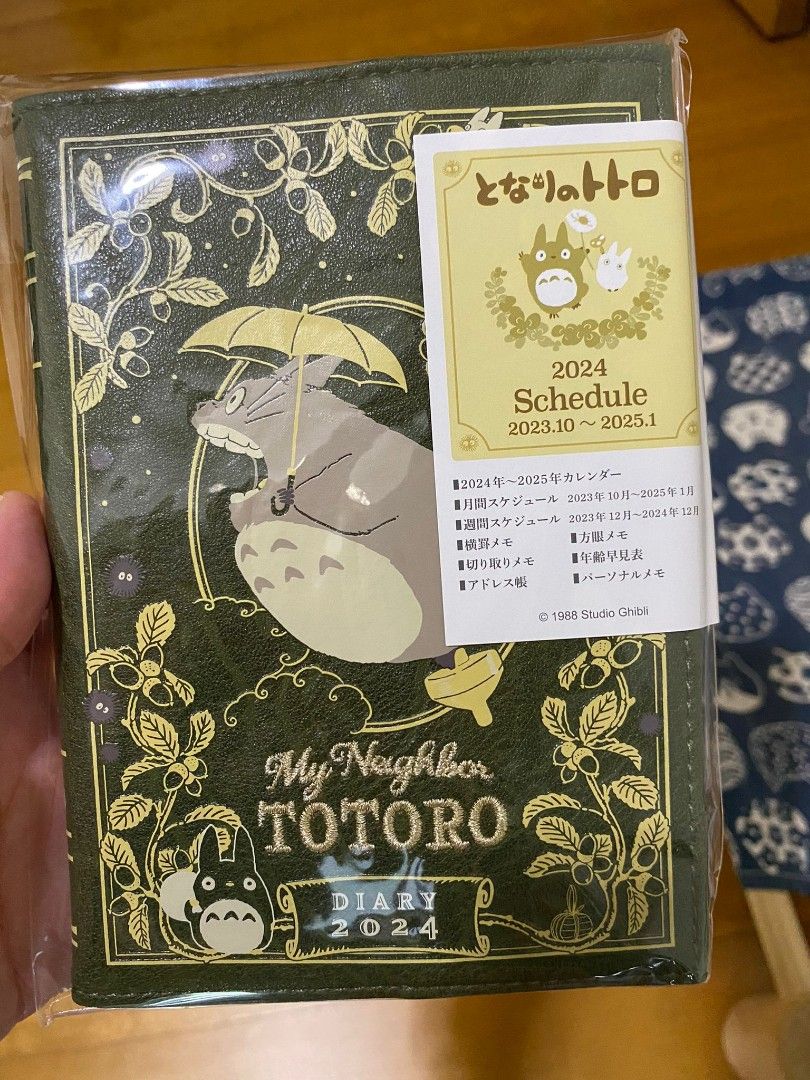 となりのトトロ
2024
Schedule
2023.10 ～ 2025.1
▮2024年～2025年カレンダー
▮月間スケジュール 2023年10月～2025年1月
▮週間スケジュール 2023年12月～2024年12月
▮横罫メモ ▮方眼メモ
▮切り取りメモ ▮年齢早見表
▮アドレス帳 ▮パーソナルメモ
© 1988 Studio Ghibli
My Neighbor
TOTORO
DIARY
2024